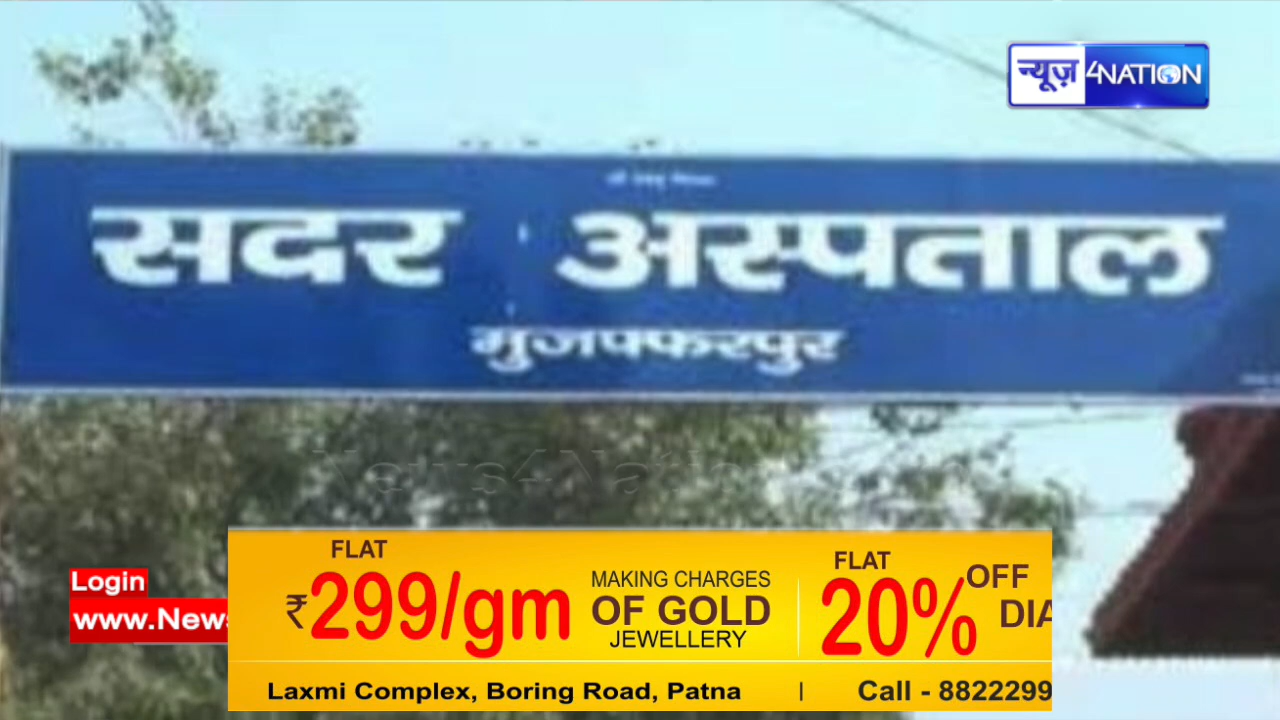 न्यूज़ 4NATION
सदर अस्पताल
मुजफ्फरपुर
News4Natio
Login
www.News
FLAT
₹299/gm
MAKING CHARGES
OF GOLD
JEWELLERY
FLAT
20% OFF
DIA
Laxmi Complex, Boring Road, Patna | Call - 8822299